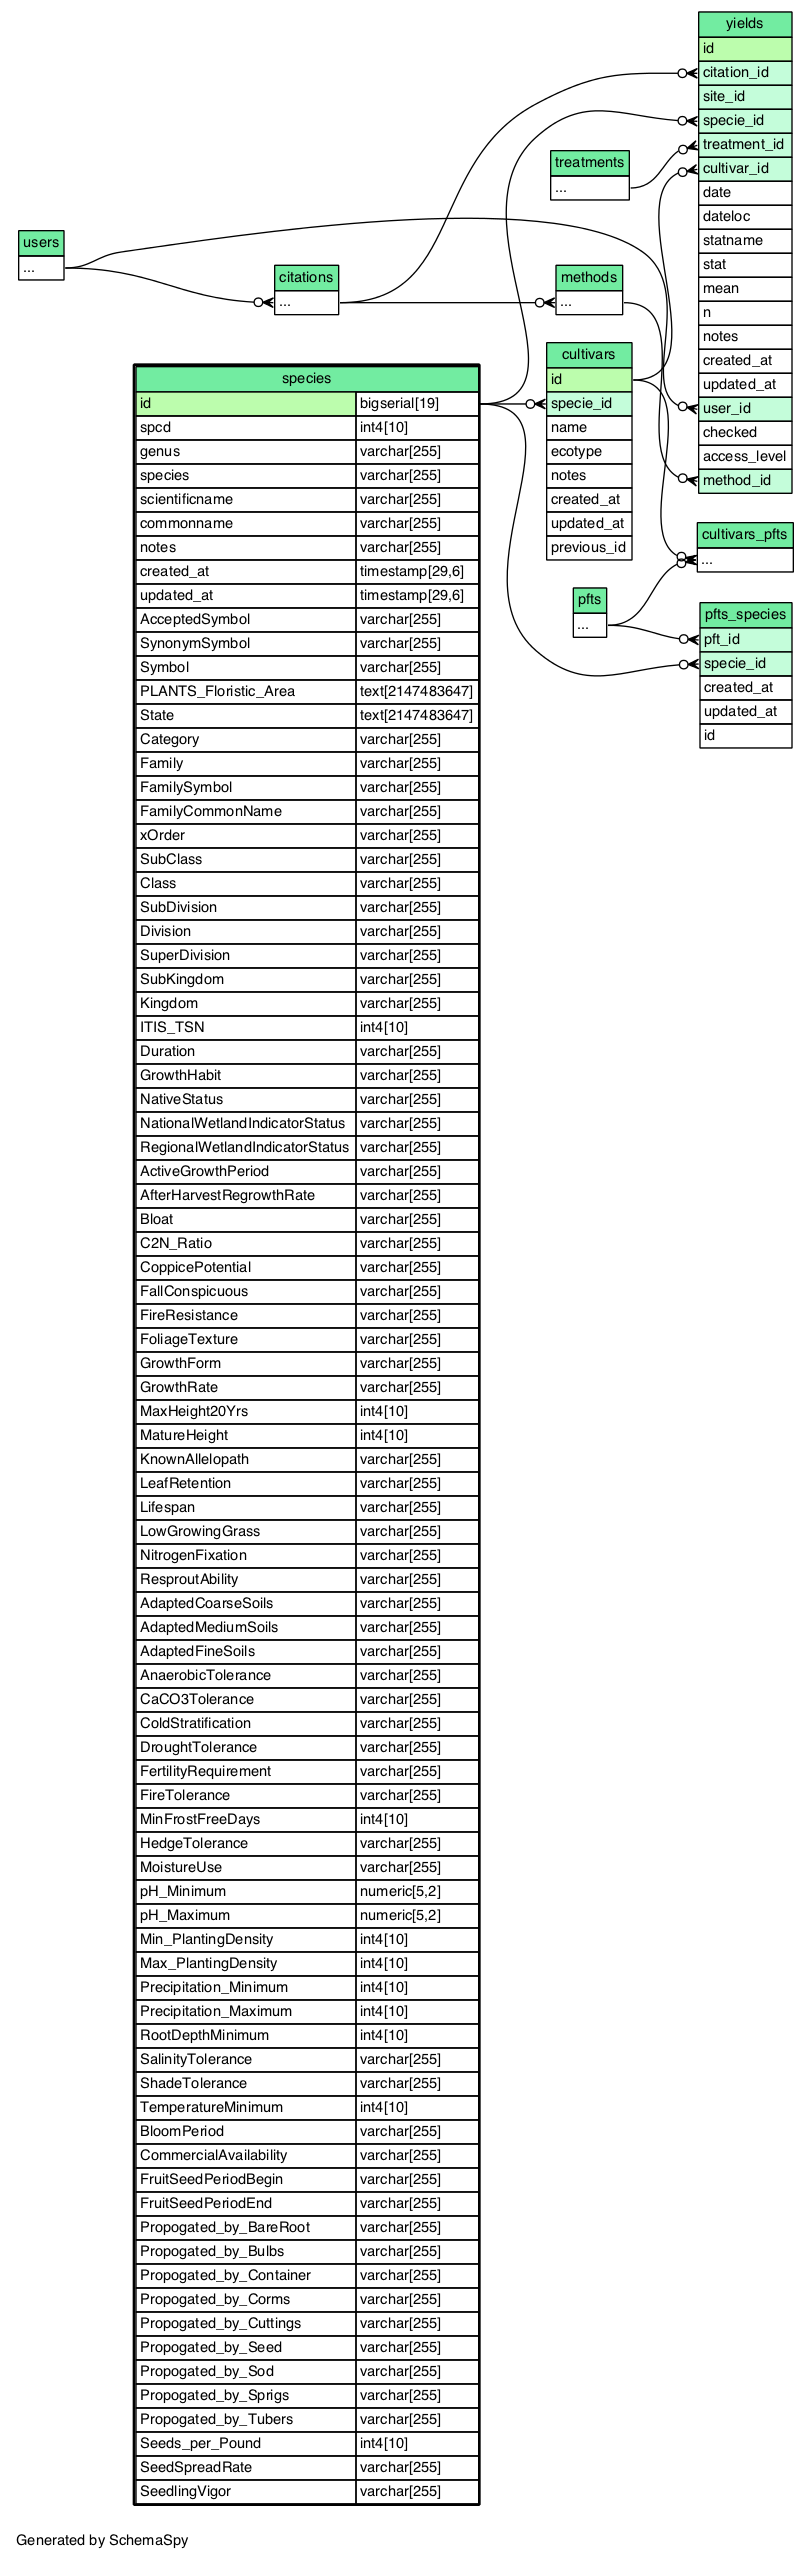 yields
id
citation_id
site_id
specie_id
treatment_id
cultivar_id
date
dateloc
statname
stat
mean
n
notes
created_at
updated_at
user_id
checked
access_level
method_id
treatments
...
users
...
citations
...
methods
...
cultivars
id
specie_id
name
ecotype
notes
created_at
updated_at
previous_id
cultivars_pfts
...
pfts
...
pfts_species
pft_id
specie_id
created_at
updated_at
id
species
id bigserial[19]
spcd int4[10]
genus varchar[255]
species varchar[255]
scientificname varchar[255]
commonname varchar[255]
notes varchar[255]
created_at timestamp[29,6]
updated_at timestamp[29,6]
AcceptedSymbol varchar[255]
SynonymSymbol varchar[255]
Symbol varchar[255]
PLANTS_Floristic_Area text[2147483647]
State text[2147483647]
Category varchar[255]
Family varchar[255]
FamilySymbol varchar[255]
FamilyCommonName varchar[255]
xOrder varchar[255]
SubClass varchar[255]
Class varchar[255]
SubDivision varchar[255]
Division varchar[255]
SuperDivision varchar[255]
SubKingdom varchar[255]
Kingdom varchar[255]
ITIS_TSN int4[10]
Duration varchar[255]
GrowthHabit varchar[255]
NativeStatus varchar[255]
NationalWetlandIndicatorStatus varchar[255]
RegionalWetlandIndicatorStatus varchar[255]
ActiveGrowthPeriod varchar[255]
AfterHarvestRegrowthRate varchar[255]
Bloat varchar[255]
C2N_Ratio varchar[255]
CoppicePotential varchar[255]
FallConspicuous varchar[255]
FireResistance varchar[255]
FoliageTexture varchar[255]
GrowthForm varchar[255]
GrowthRate varchar[255]
MaxHeight20Yrs int4[10]
MatureHeight int4[10]
KnownAllelopath varchar[255]
LeafRetention varchar[255]
Lifespan varchar[255]
LowGrowingGrass varchar[255]
NitrogenFixation varchar[255]
ResproutAbility varchar[255]
AdaptedCoarseSoils varchar[255]
AdaptedMediumSoils varchar[255]
AdaptedFineSoils varchar[255]
AnaerobicTolerance varchar[255]
CaCO3Tolerance varchar[255]
ColdStratification varchar[255]
DroughtTolerance varchar[255]
FertilityRequirement varchar[255]
FireTolerance varchar[255]
MinFrostFreeDays int4[10]
HedgeTolerance varchar[255]
MoistureUse varchar[255]
pH_Minimum numeric[5,2]
pH_Maximum numeric[5,2]
Min_PlantingDensity int4[10]
Max_PlantingDensity int4[10]
Precipitation_Minimum int4[10]
Precipitation_Maximum int4[10]
RootDepthMinimum int4[10]
SalinityTolerance varchar[255]
ShadeTolerance varchar[255]
TemperatureMinimum int4[10]
BloomPeriod varchar[255]
CommercialAvailability varchar[255]
FruitSeedPeriodBegin varchar[255]
FruitSeedPeriodEnd varchar[255]
Propogated_by_BareRoot varchar[255]
Propogated_by_Bulbs varchar[255]
Propogated_by_Container varchar[255]
Propogated_by_Corms varchar[255]
Propogated_by_Cuttings varchar[255]
Propogated_by_Seed varchar[255]
Propogated_by_Sod varchar[255]
Propogated_by_Sprigs varchar[255]
Propogated_by_Tubers varchar[255]
Seeds_per_Pound int4[10]
SeedSpreadRate varchar[255]
SeedlingVigor varchar[255]
Generated by SchemaSpy